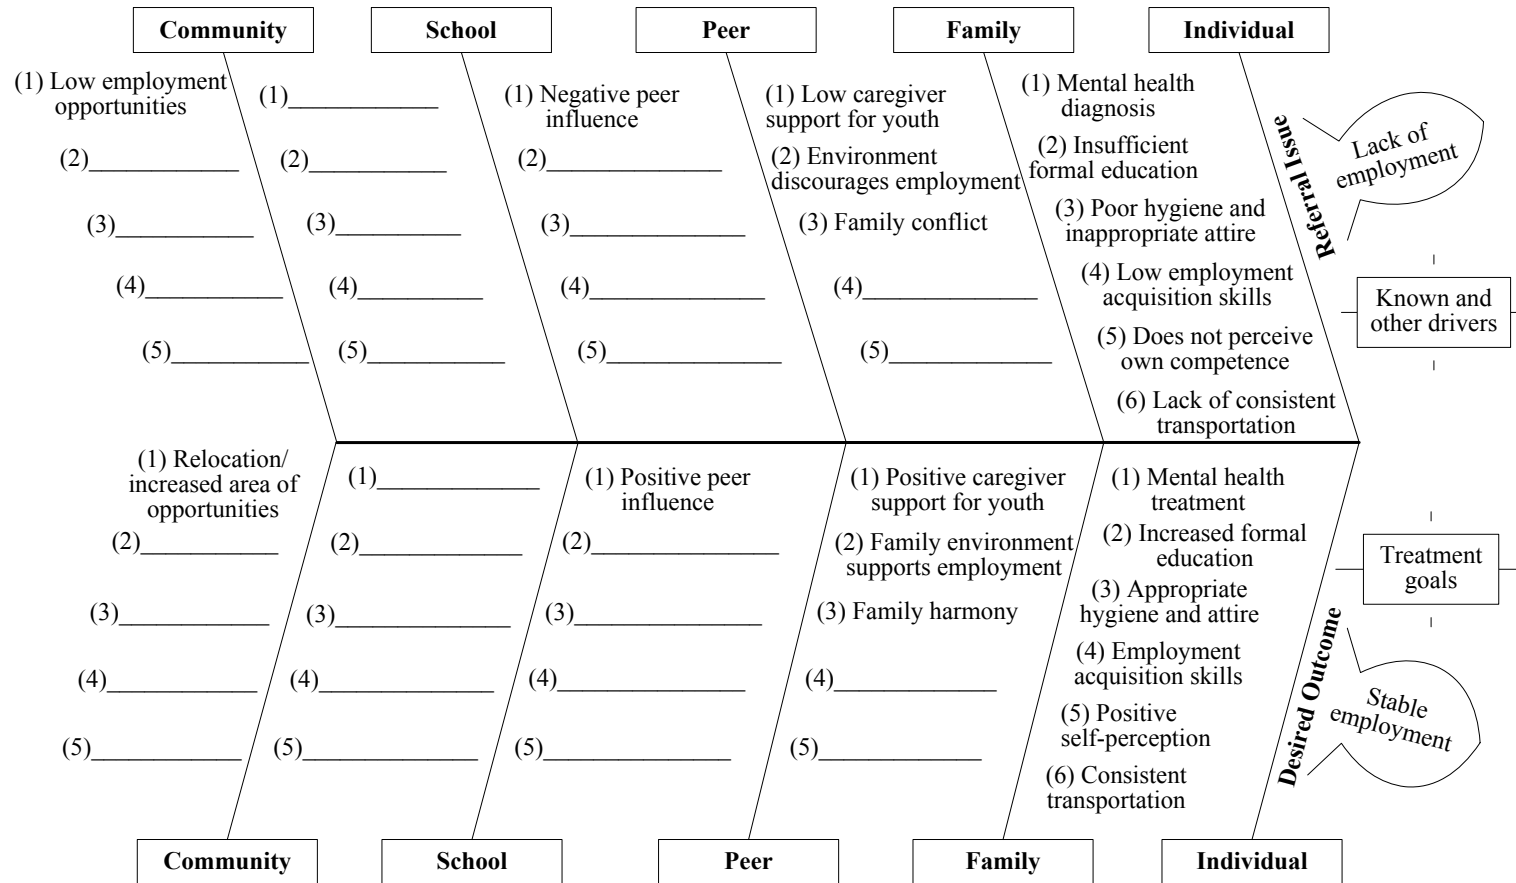 Community
School
Peer
Family
Individual
(1) Low employment
opportunities
(2)____________
(3)___________
(4)___________
(5)___________
(1)____________
(2)___________
(3)____________
(4)__________
(5)___________
(1) Negative peer
influence
(2)______________
(3)______________
(4)______________
(5)______________
(1) Low caregiver
support for youth
(2) Environment
discourages employment
(3) Family conflict
(4)______________
(5)_____________
(1) Mental health
diagnosis
(2) Insufficient
formal education
(3) Poor hygiene and
inappropriate attire
(4) Low employment
acquisition skills
(5) Does not perceive
own competence
(6) Lack of consistent
transportation
Referral Issue
Lack of
employment
Known and
other drivers
(1) Relocation/
increased area of
opportunities
(2)___________
(3)____________
(4)____________
(5)____________
(1)_____________
(2)_____________
(3)______________
(4)______________
(5)______________
(1) Positive peer
influence
(2)_______________
(3)_______________
(4)_______________
(5)_______________
(1) Positive caregiver
support for youth
(2) Family environment
supports employment
(3) Family harmony
(4)_____________
(5)_____________
(1) Mental health
treatment
(2) Increased formal
education
(3) Appropriate
hygiene and attire
(4) Employment
acquisition skills
(5) Positive
self-perception
(6) Consistent
transportation
Desired Outcome
Treatment
goals
Stable
employment
Community
School
Peer
Family
Individual